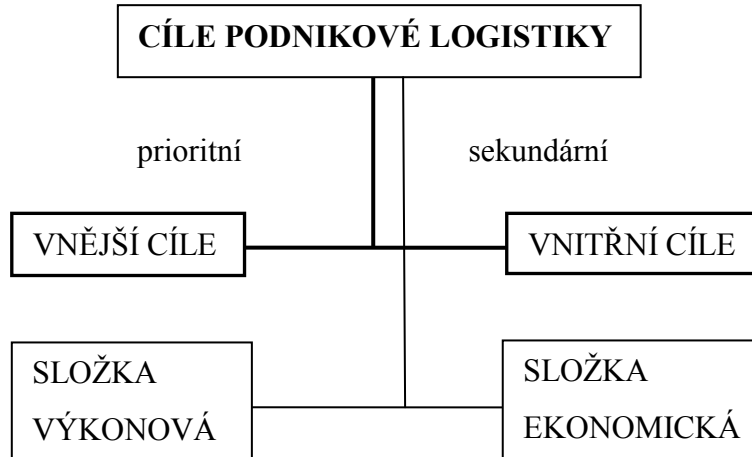 CÍLE PODNIKOVÉ LOGISTIKY
prioritní
sekundární
VNĚJŠÍ CÍLE
VNITŘNÍ CÍLE
SLOŽKA
VÝKONOVÁ
SLOŽKA
EKONOMICKÁ